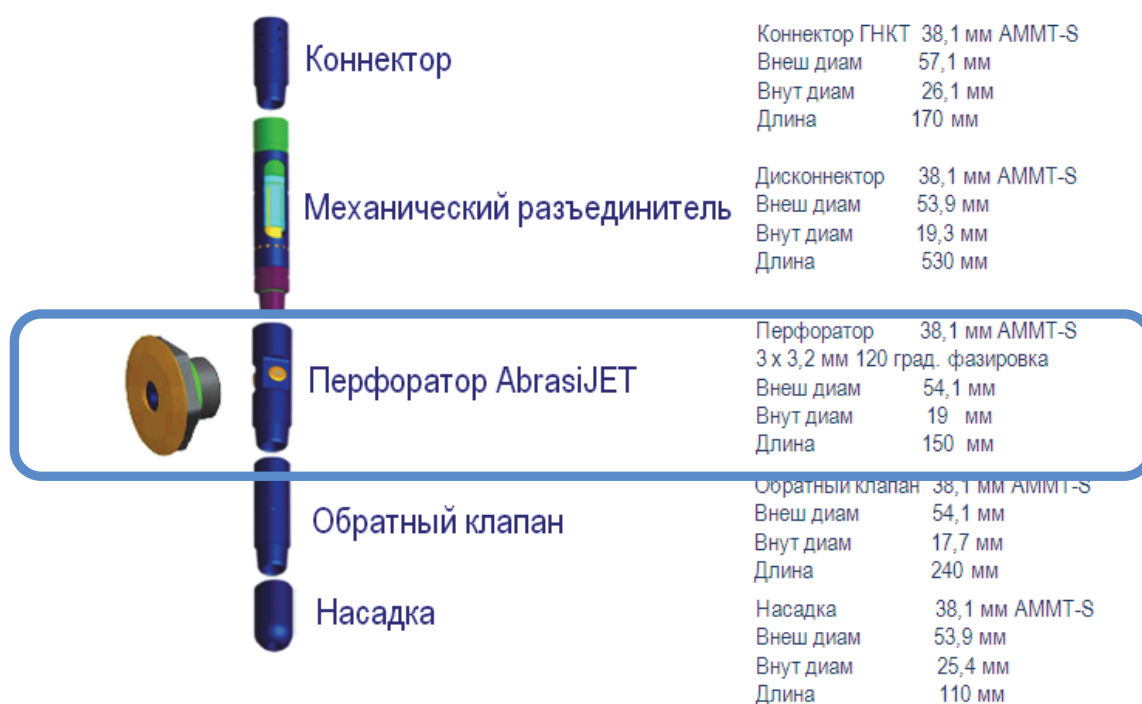 Коннектор
Коннектор ГНКТ 38,1 мм AMMT-S
Внеш диам 57,1 мм
Внут диам 26,1 мм
Длина 170 мм
Механический разъединитель
Дисконнектор 38,1 мм AMMT-S
Внеш диам 53,9 мм
Внут диам 19,3 мм
Длина 530 мм
Перфоратор AbrasiJET
Перфоратор 38,1 мм AMMT-S
3 x 3,2 мм 120 град. фазировка
Внеш диам 54,1 мм
Внут диам 19 мм
Длина 150 мм
Обратный клапан
Обратный клапан 38,1 мм AMMT-S
Внеш диам 54,1 мм
Внут диам 17,7 мм
Длина 240 мм
Насадка
Насадка 38,1 мм AMMT-S
Внеш диам 53,9 мм
Внут диам 25,4 мм
Длина 110 мм